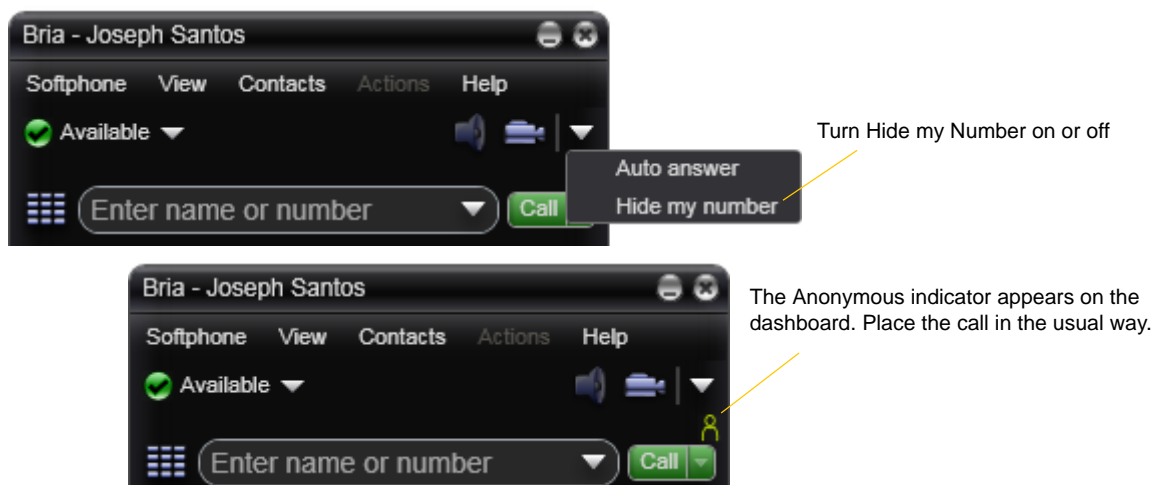 Bria - Joseph Santos
Softphone View Contacts Actions Help
Available
Turn Hide my Number on or off
Auto answer
Enter name or number Call Hide my number
Bria - Joseph Santos
The Anonymous indicator appears on the
dashboard. Place the call in the usual way.
Softphone View Contacts Actions Help
Available
Enter name or number Call